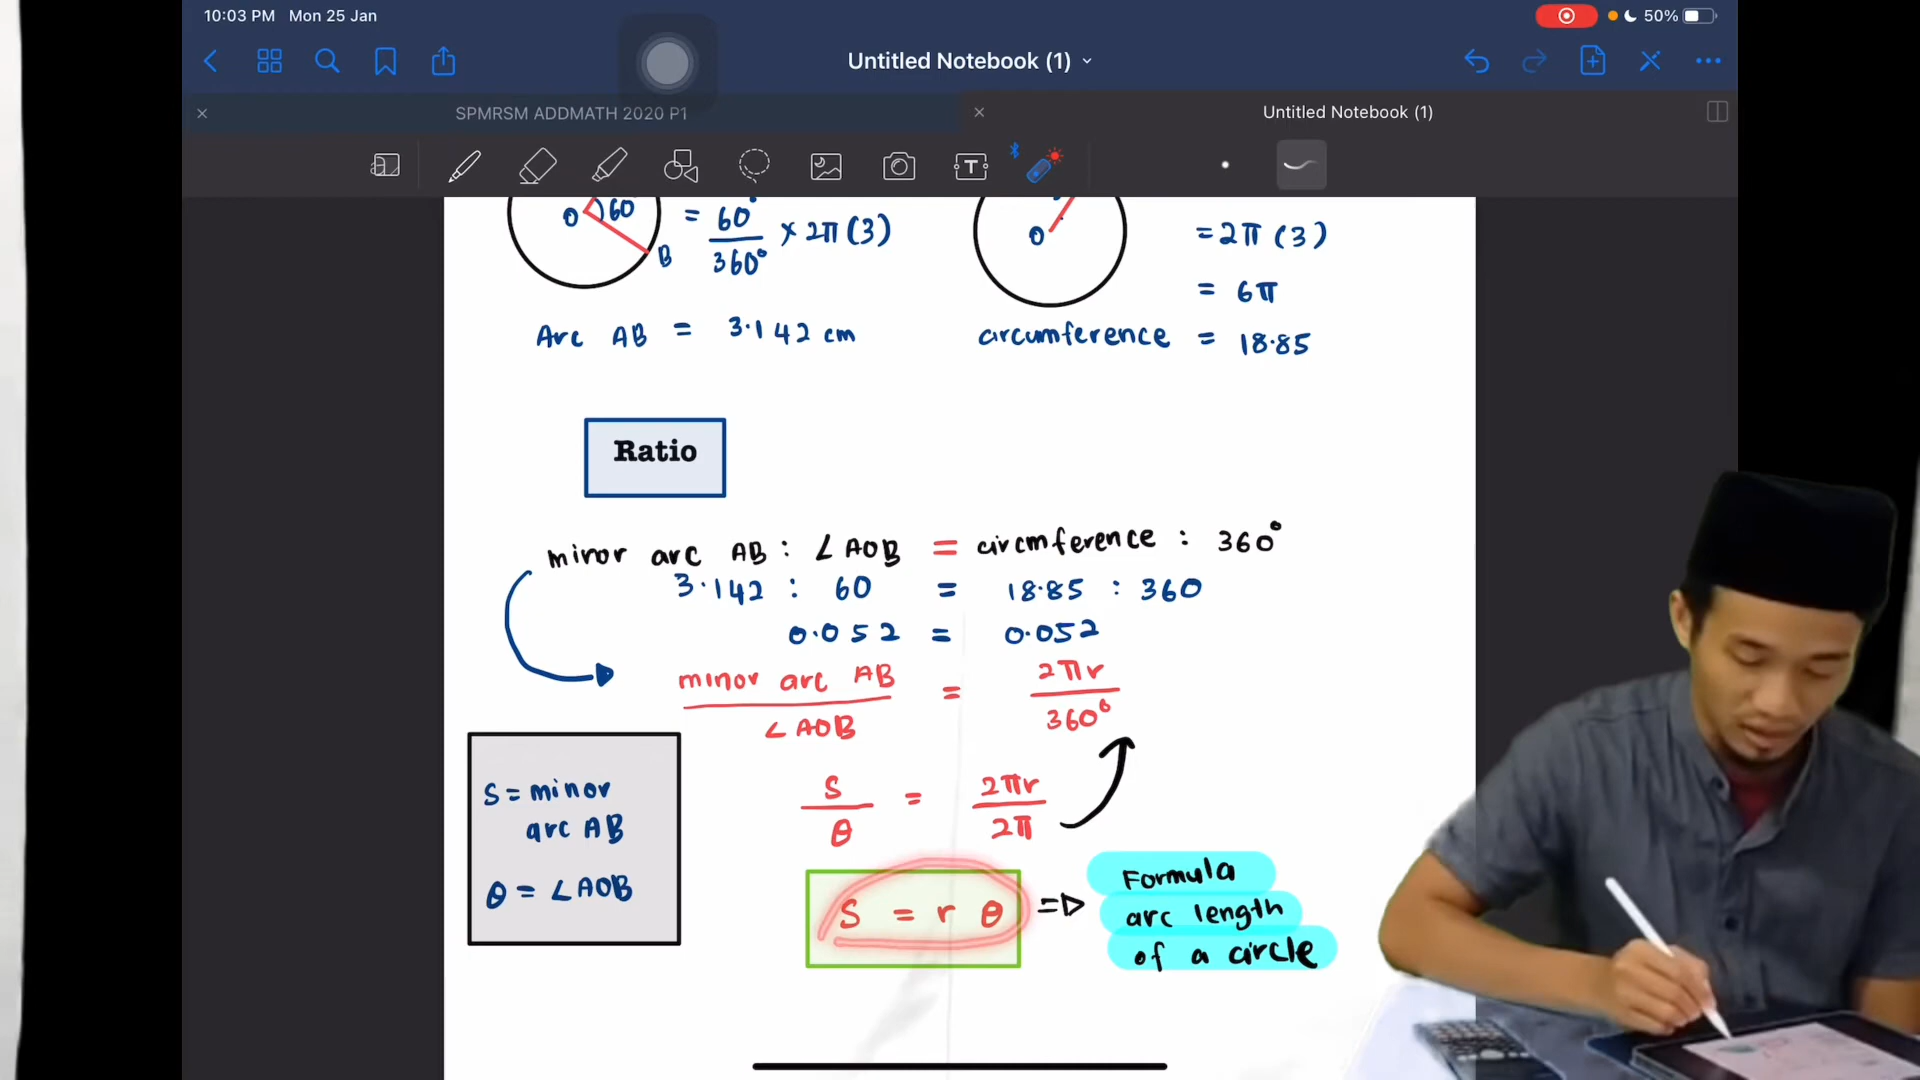 10:03 PM Mon 25 Jan
50%
Untitled Notebook (1)
SPMRSM ADDMATH 2020 P1
Untitled Notebook (1)
T
O 60°
B
= 60° / 360° × 2π (3)
Arc AB = 3.142 cm
O
= 2π (3)
= 6π
circumference = 18.85
Ratio
minor arc AB : ∠AOB = circmference : 360°
3.142 : 60 = 18.85 : 360
0.052 = 0.052
minor arc AB / ∠AOB = 2πr / 360°
S = minor
arc AB
θ = ∠AOB
S / θ = 2πr / 2π
S = r θ =>
Formula
arc length
of a circle